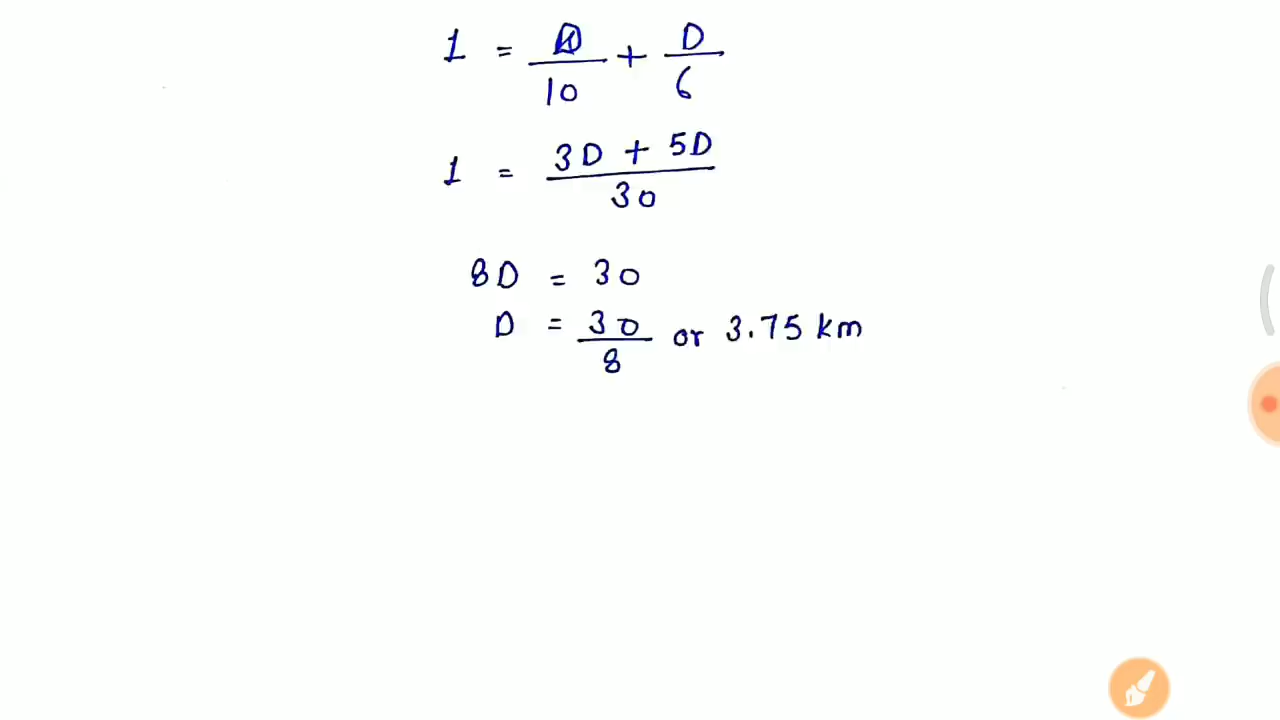 1 = D/10 + D/6
1 = 3D + 5D/30
8D = 30
D = 30/8 or 3.75 km